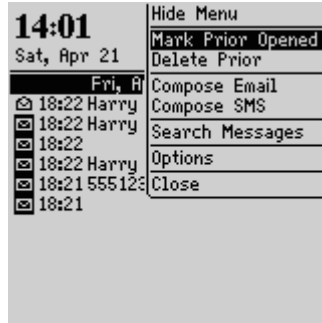 14:01
Sat, Apr 21
Hide Menu
Mark Prior Opened
Delete Prior
Compose Email
Compose SMS
Search Messages
Options
Close
Fri, A
18:22 Harry
18:22 Harry
18:22
18:22 Harry
18:21 555123
18:21